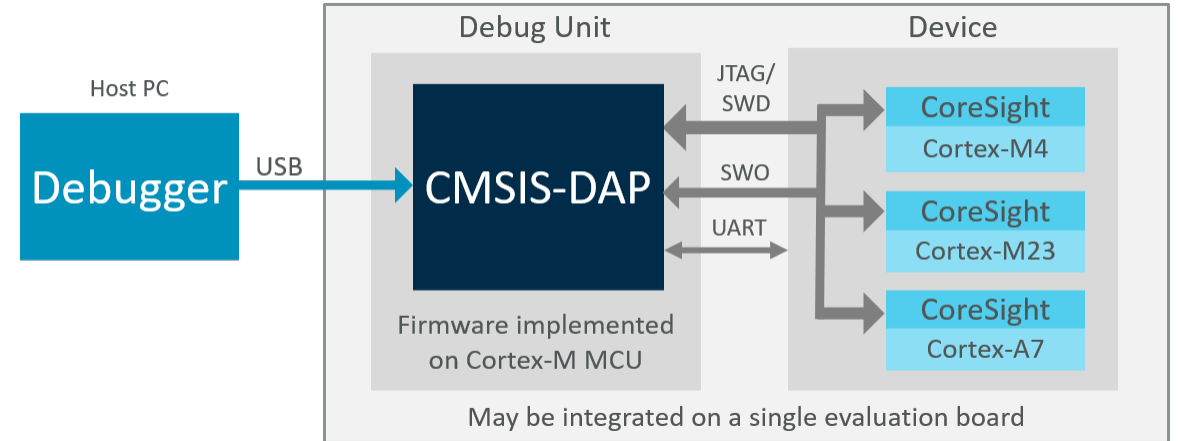 Debug Unit
Device
Host PC
JTAG/
SWD
CoreSight
Cortex-M4
USB
Debugger
CMSIS-DAP
SWO
CoreSight
Cortex-M23
UART
CoreSight
Cortex-A7
Firmware implemented
on Cortex-M MCU
May be integrated on a single evaluation board